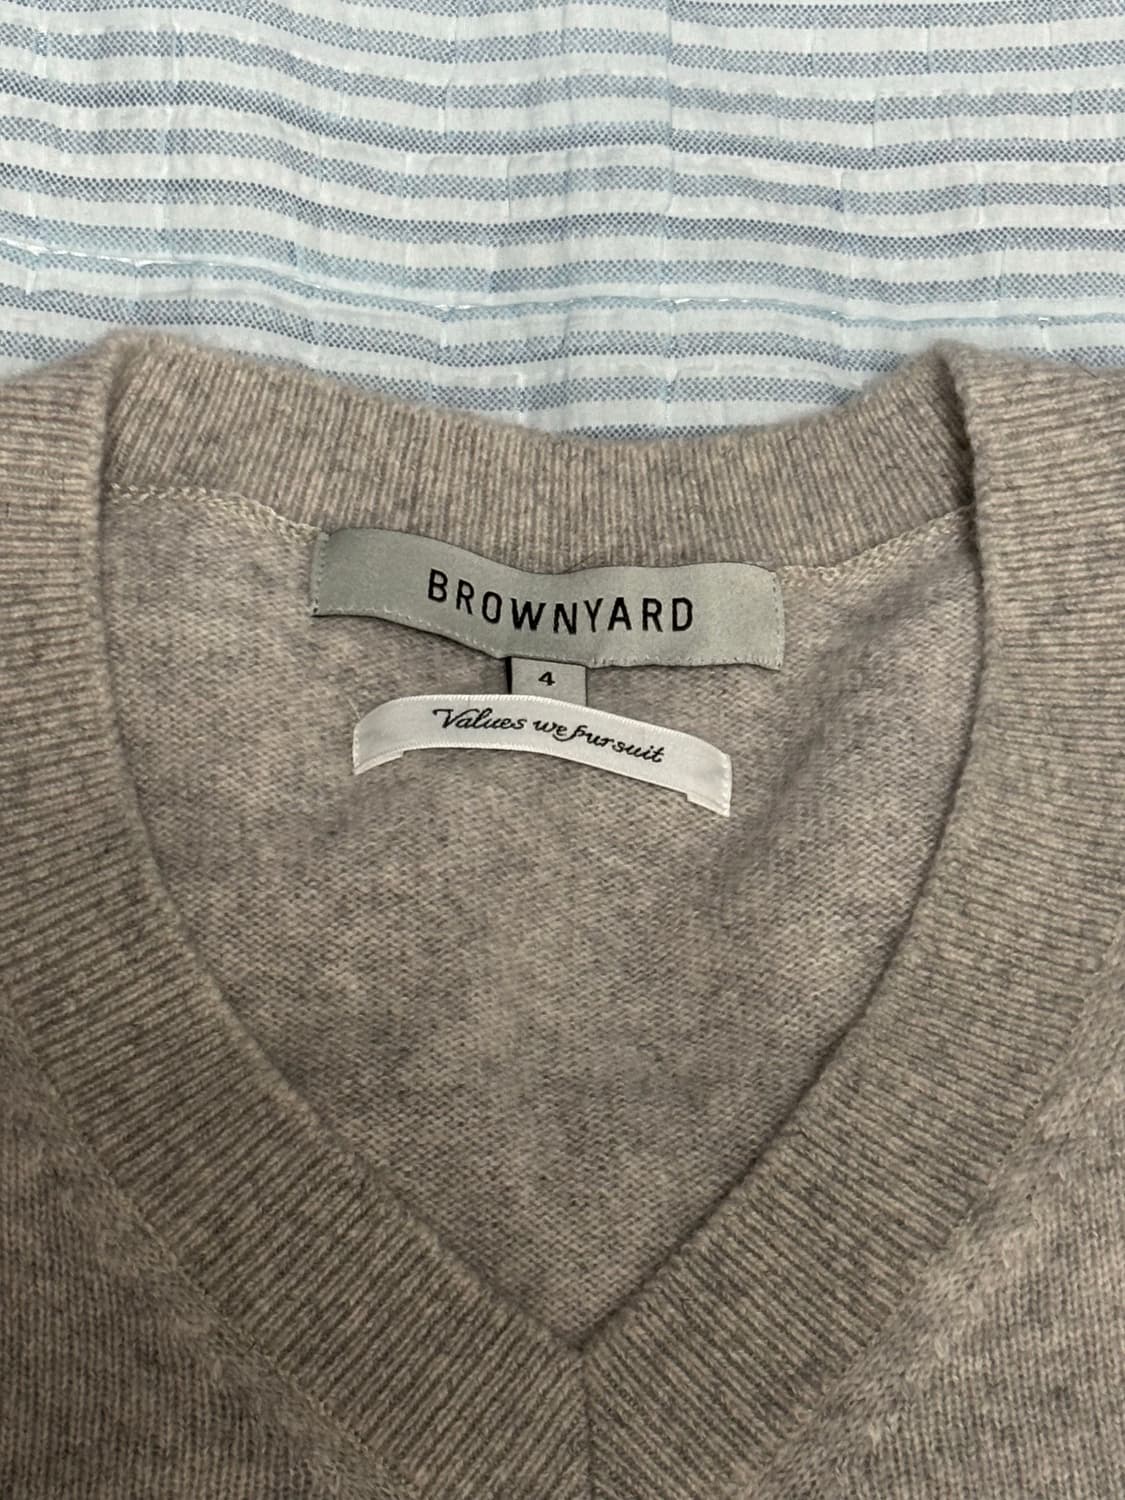 BROWNYARD
4
Values we pursuit